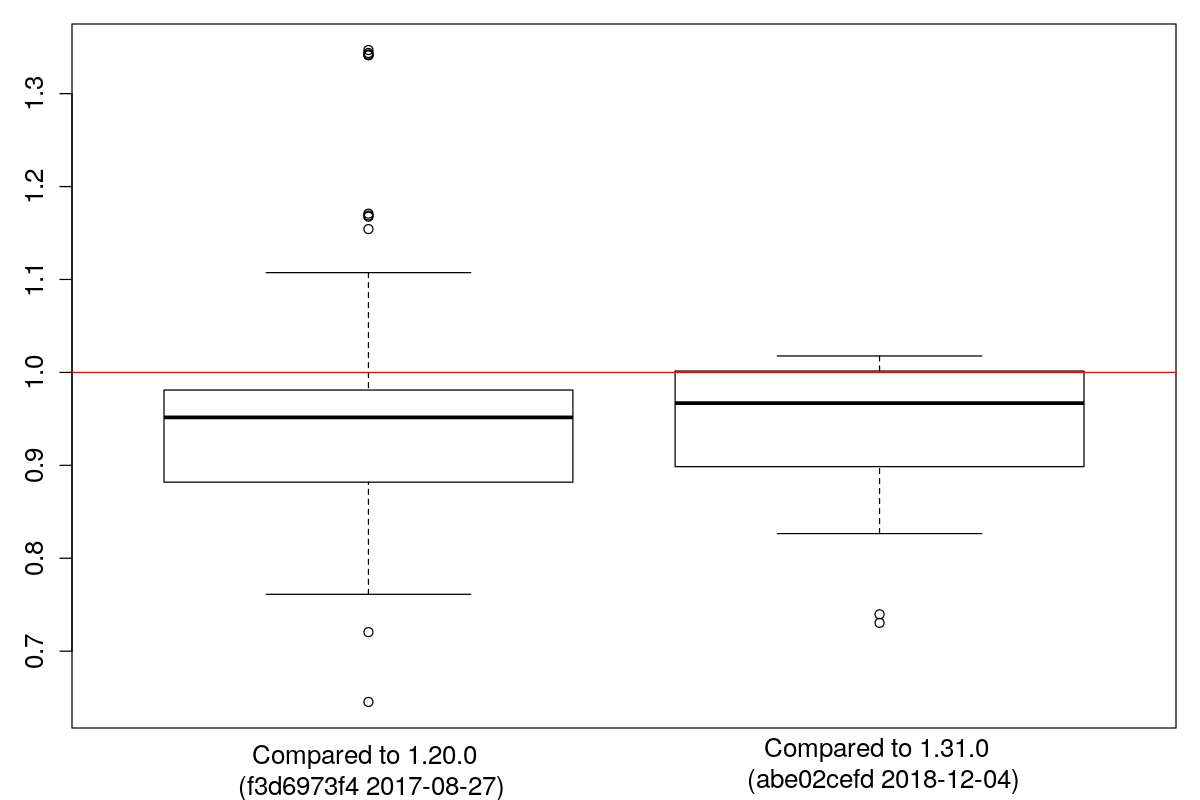 1.3
1.2
1.1
1.0
0.9
0.8
0.7
Compared to 1.20.0
(f3d6973f4 2017-08-27)
Compared to 1.31.0
(abe02cefd 2018-12-04)